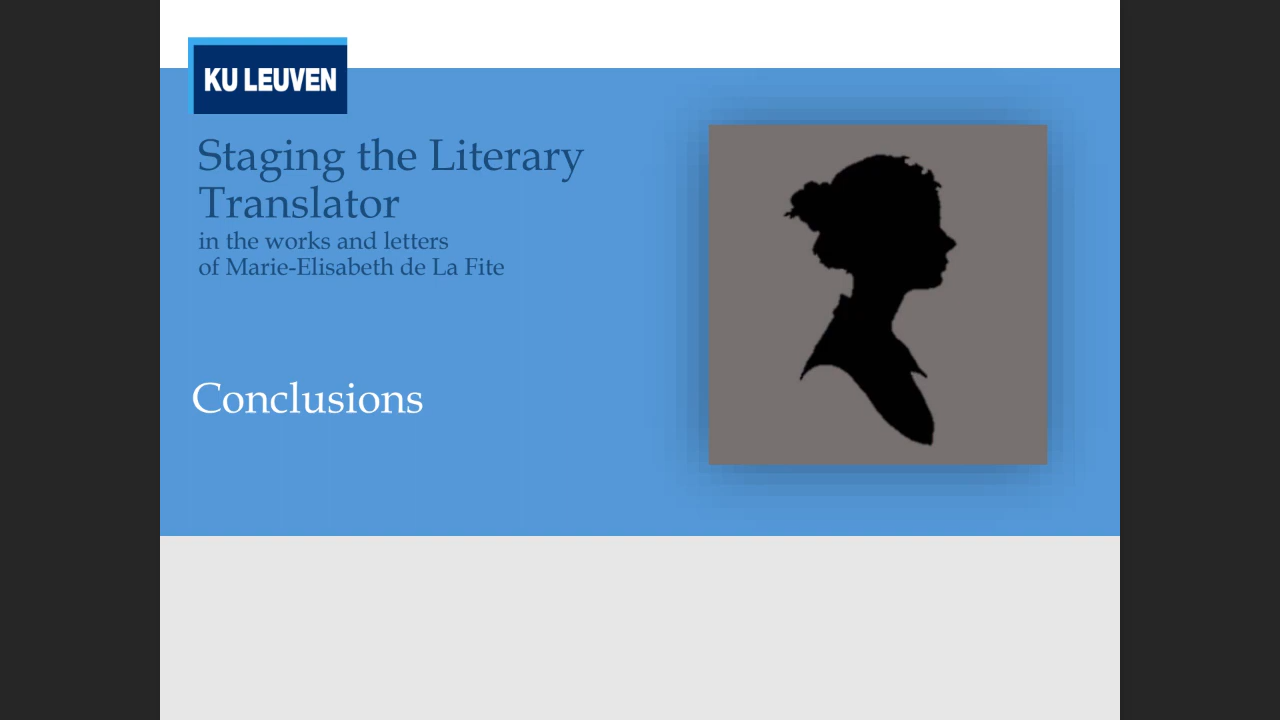 KU LEUVEN
Staging the Literary
Translator
in the works and letters
of Marie-Elisabeth de La Fite
Conclusions